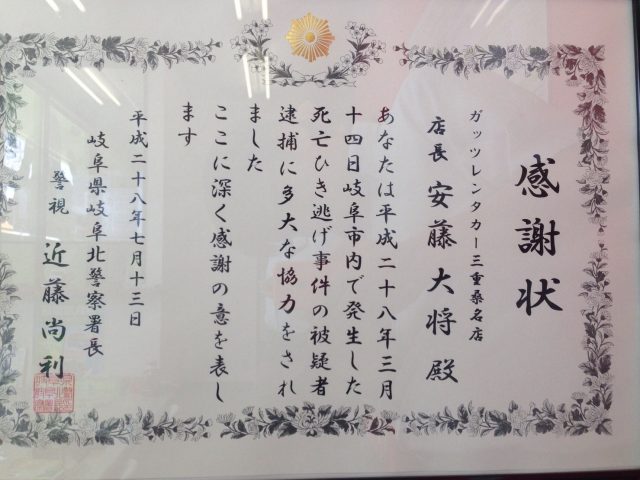 感謝状
ガッツレンタカー三重桑名店
店長 安藤大将 殿
あなたは平成二十八年三月
十四日岐阜市内で発生した
死亡ひき逃げ事件の被疑者
逮捕に多大な協力をされ
ました
ここに深く感謝の意を表し
ます
平成二十八年七月十三日
岐阜県岐阜北警察署長
警視 近藤尚利